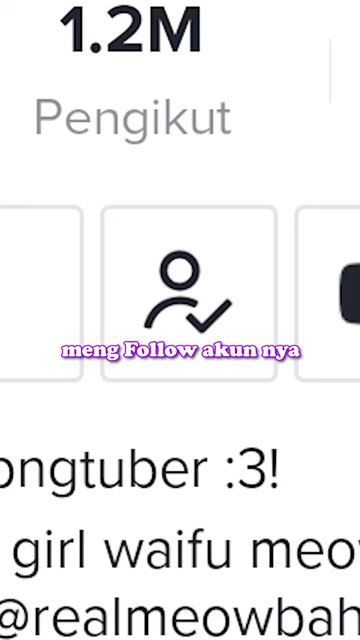 1.2M
Pengikut
meng Follow akun nya
ongtuber :3!
girl waifu meow
@realmeowbah